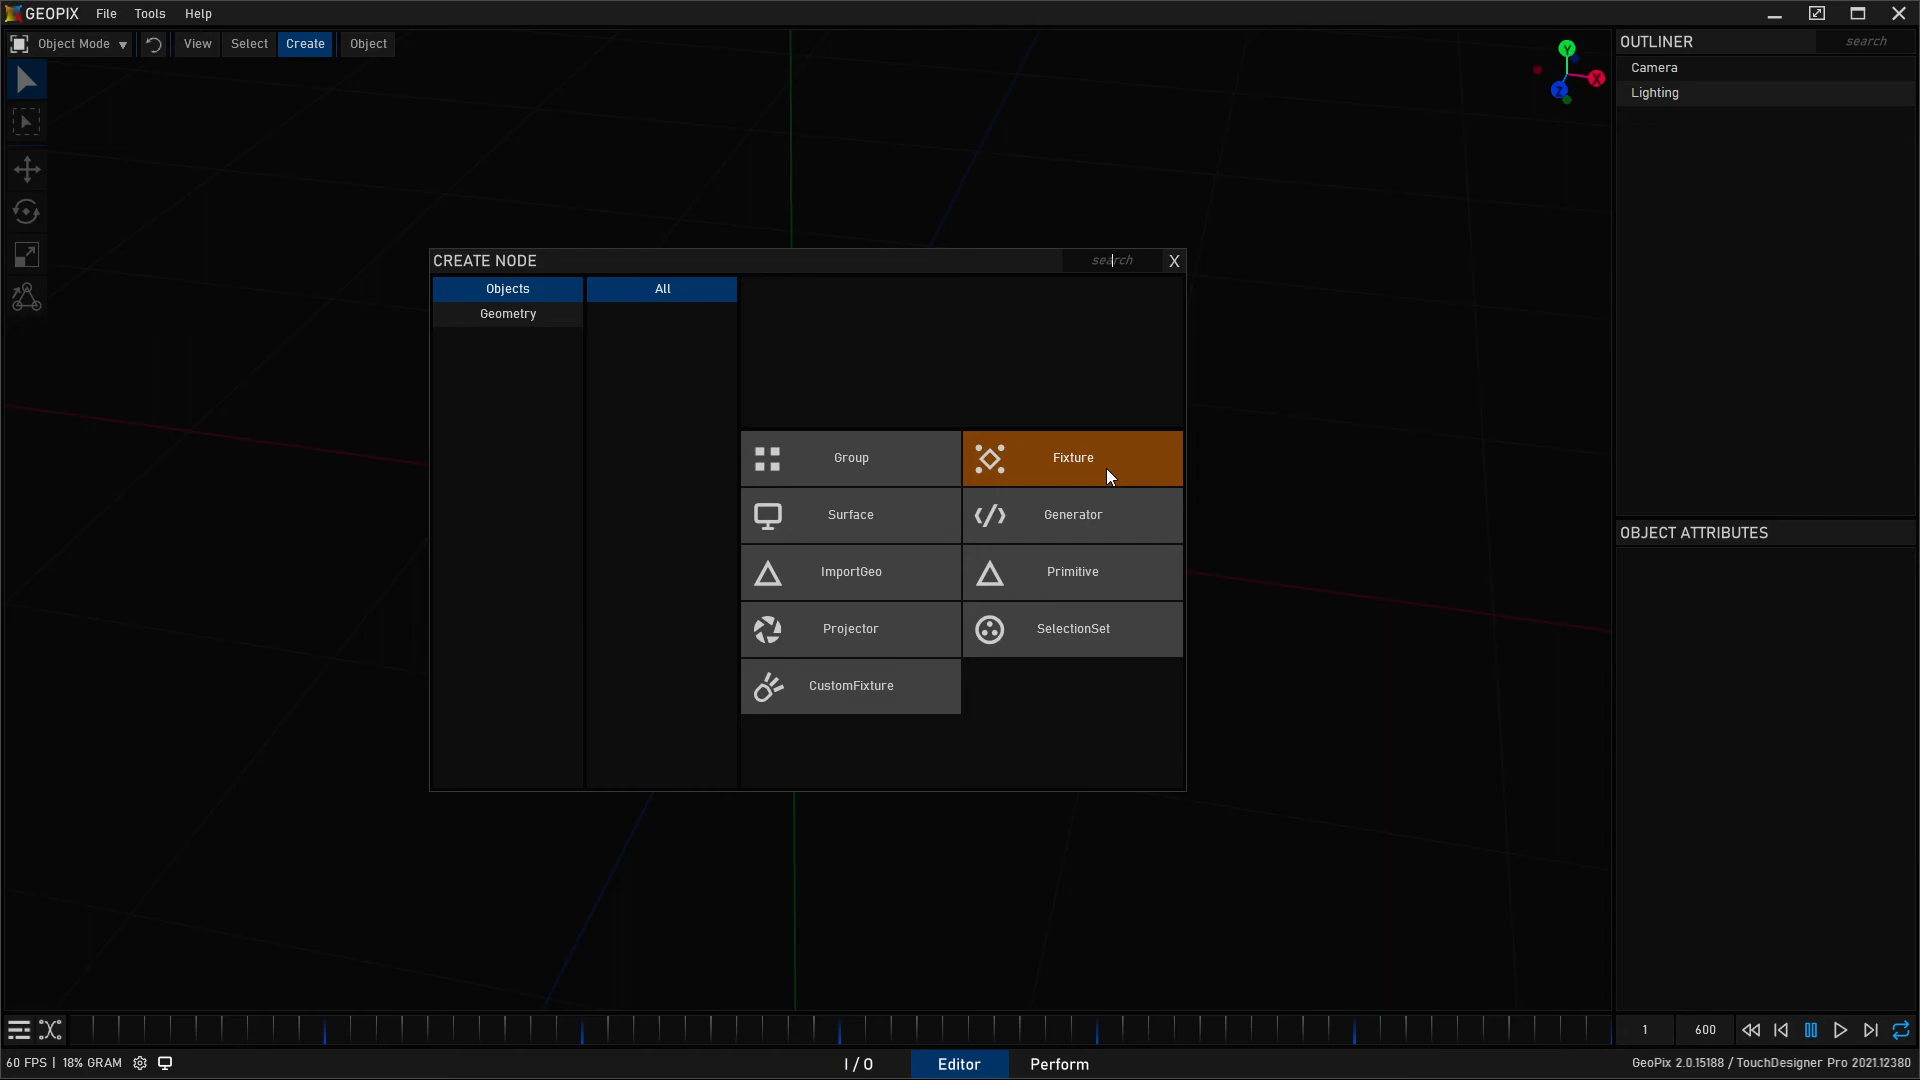 GEOPIX File Tools Help
Object Mode View Select Create Object
OUTLINER search
Camera
Lighting
Y
X
Z
CREATE NODE search X
Objects All
Geometry
Group Fixture
Surface Generator
ImportGeo Primitive
Projector SelectionSet
CustomFixture
OBJECT ATTRIBUTES
1 600
60 FPS | 18% GRAM I / O Editor Perform GeoPix 2.0.15188 / TouchDesigner Pro 2021.12380